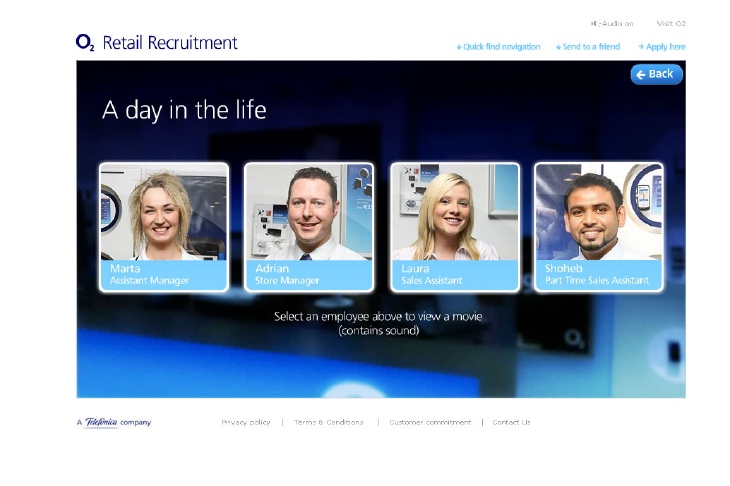 Audio on
Visit O2
O2 Retail Recruitment
Quick find navigation
Send to a friend
Apply here
Back
A day in the life
Marta
Assistant Manager
Adrian
Store Manager
Laura
Sales Assistant
Shoheb
Part Time Sales Assistant
Select an employee above to view a movie
(contains sound)
O2
A Telefónica company
Privacy policy | Terms & Conditions | Customer commitment | Contact Us